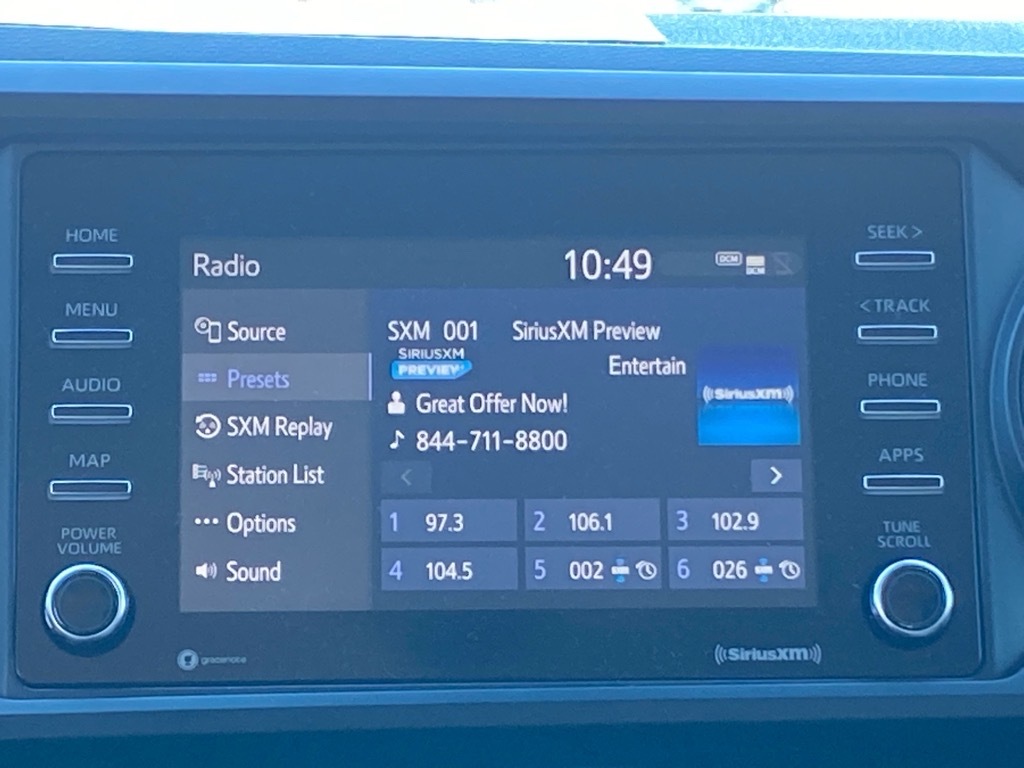 HOME
MENU
AUDIO
MAP
POWER
VOLUME
Radio
10:49
DCM
DCM
Source
Presets
SXM Replay
Station List
••• Options
Sound
SXM 001 SiriusXM Preview
SIRIUSXM
PREVIEW
Entertain
((SiriusXM))
Great Offer Now!
844-711-8800
<
>
1 97.3
2 106.1
3 102.9
4 104.5
5 002
6 026
SEEK >
< TRACK
PHONE
APPS
TUNE
SCROLL
gracenote
((SiriusXM))